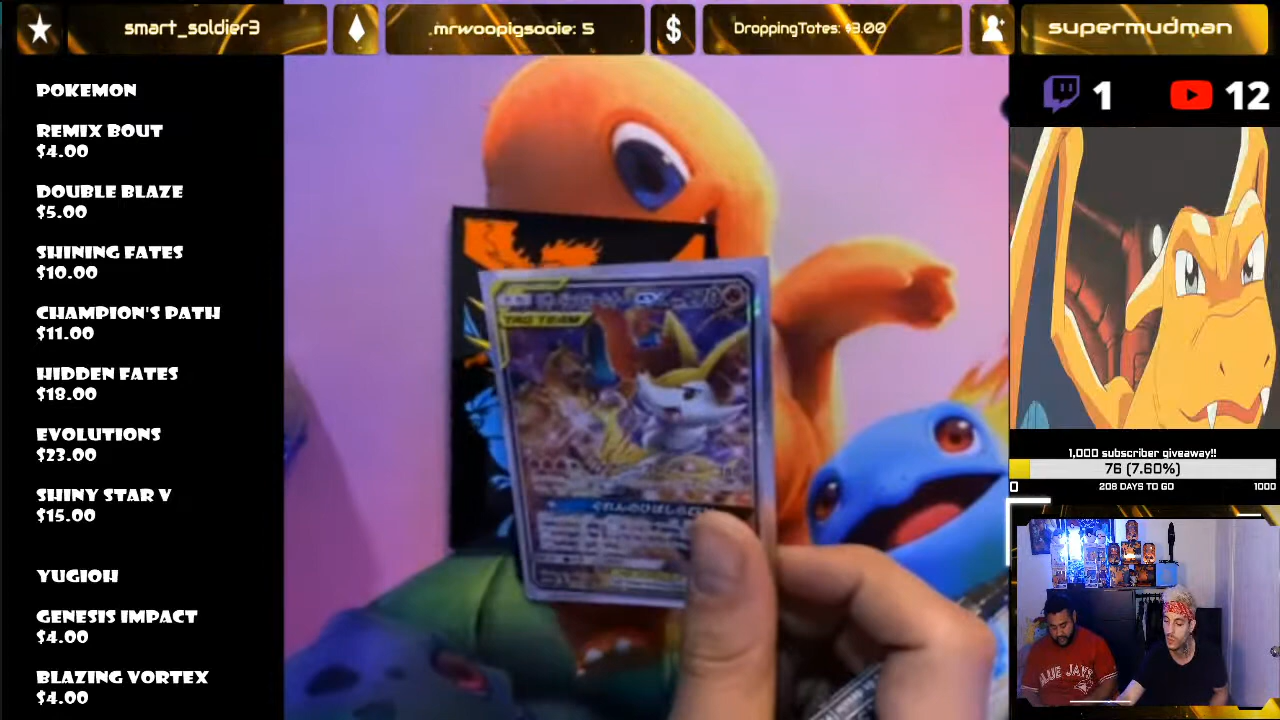 smart_soldier3
mrwoopigsooie: 5
$
DroppingTotes: $3.00
supermudman
1
12
POKEMON
REMIX BOUT
$4.00
DOUBLE BLAZE
$5.00
SHINING FATES
$10.00
CHAMPION'S PATH
$11.00
HIDDEN FATES
$18.00
EVOLUTIONS
$23.00
SHINY STAR V
$15.00
YUGIOH
GENESIS IMPACT
$4.00
BLAZING VORTEX
$4.00
GX
TAG TEAM
1,000 subscriber giveaway!!
76 (7.60%)
0
208 DAYS TO GO
1000
BLUE JAYS